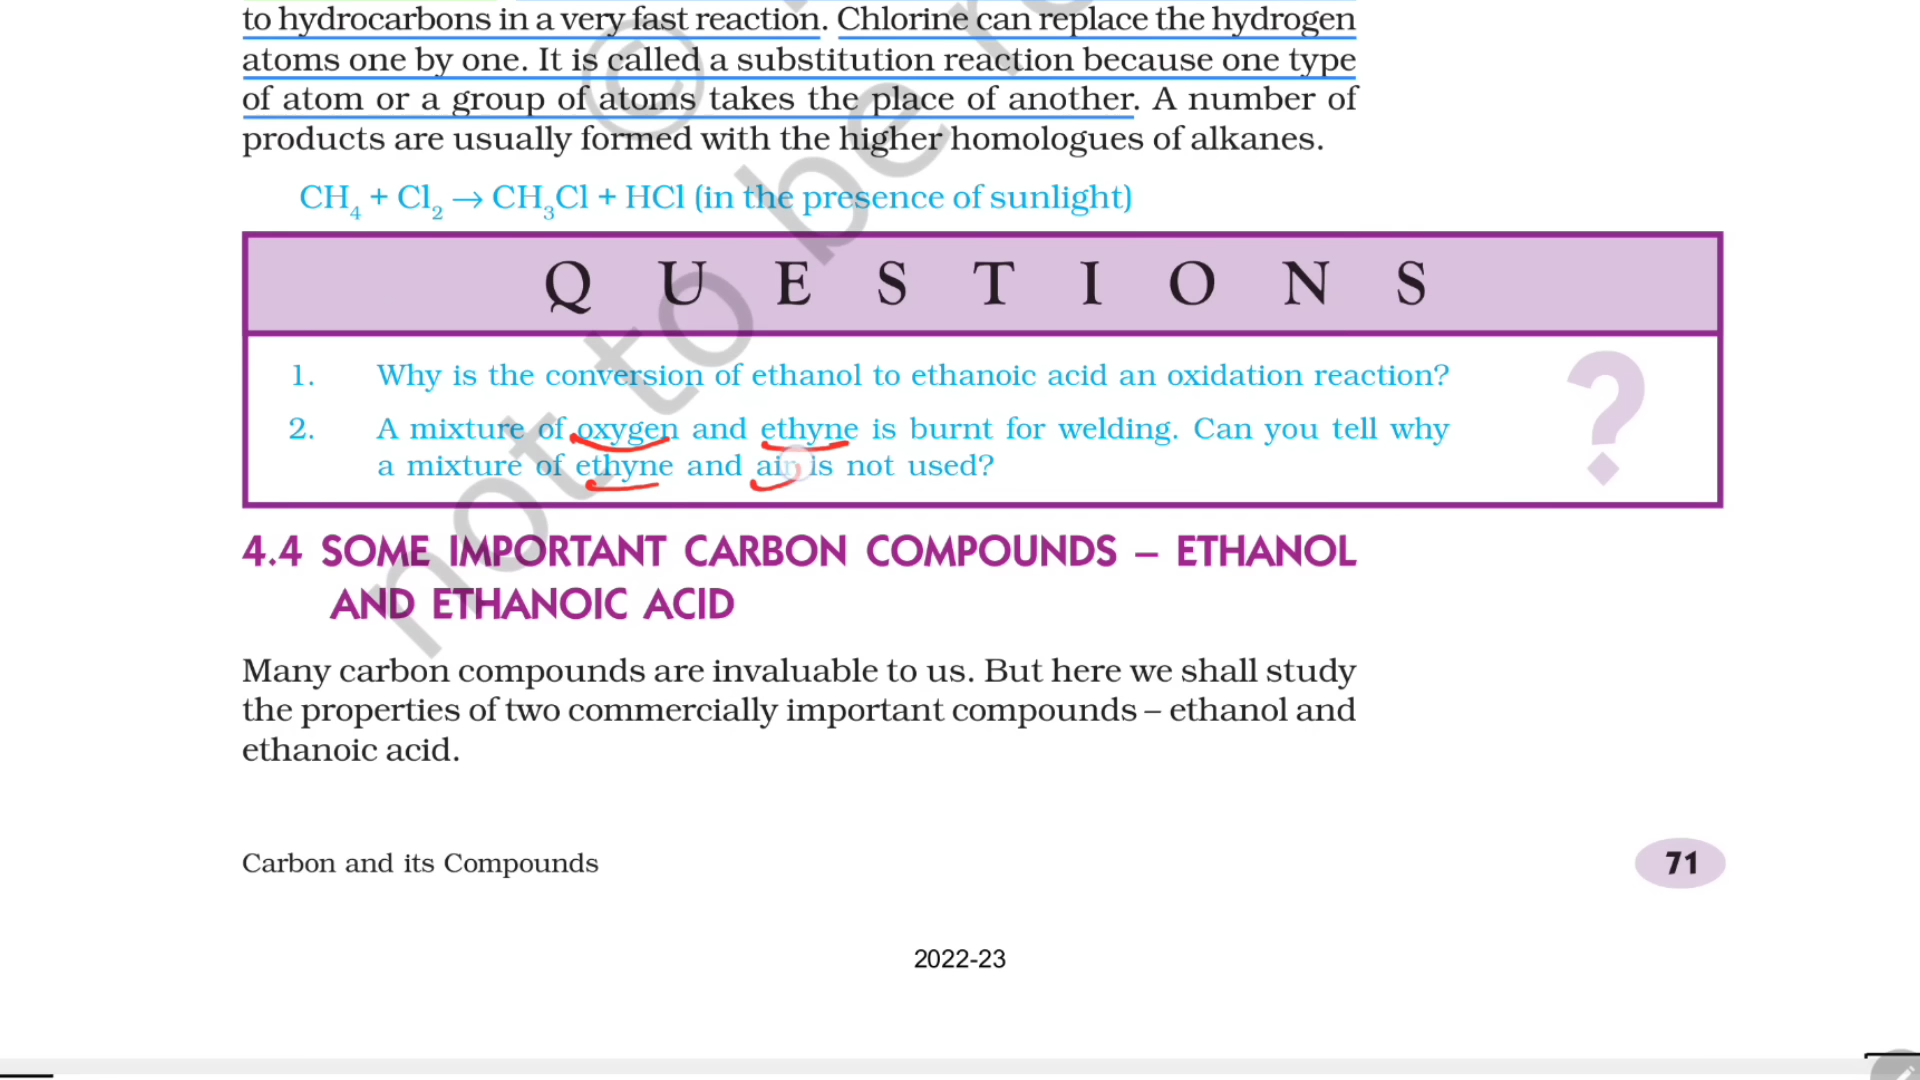 to hydrocarbons in a very fast reaction. Chlorine can replace the hydrogen
atoms one by one. It is called a substitution reaction because one type
of atom or a group of atoms takes the place of another. A number of
products are usually formed with the higher homologues of alkanes.
CH₄ + Cl₂ → CH₃Cl + HCl (in the presence of sunlight)
Q U E S T I O N S
1. Why is the conversion of ethanol to ethanoic acid an oxidation reaction?
2. A mixture of oxygen and ethyne is burnt for welding. Can you tell why
a mixture of ethyne and air is not used?
?
4.4 SOME IMPORTANT CARBON COMPOUNDS – ETHANOL
AND ETHANOIC ACID
Many carbon compounds are invaluable to us. But here we shall study
the properties of two commercially important compounds – ethanol and
ethanoic acid.
Carbon and its Compounds
71
2022-23
©
not to be r